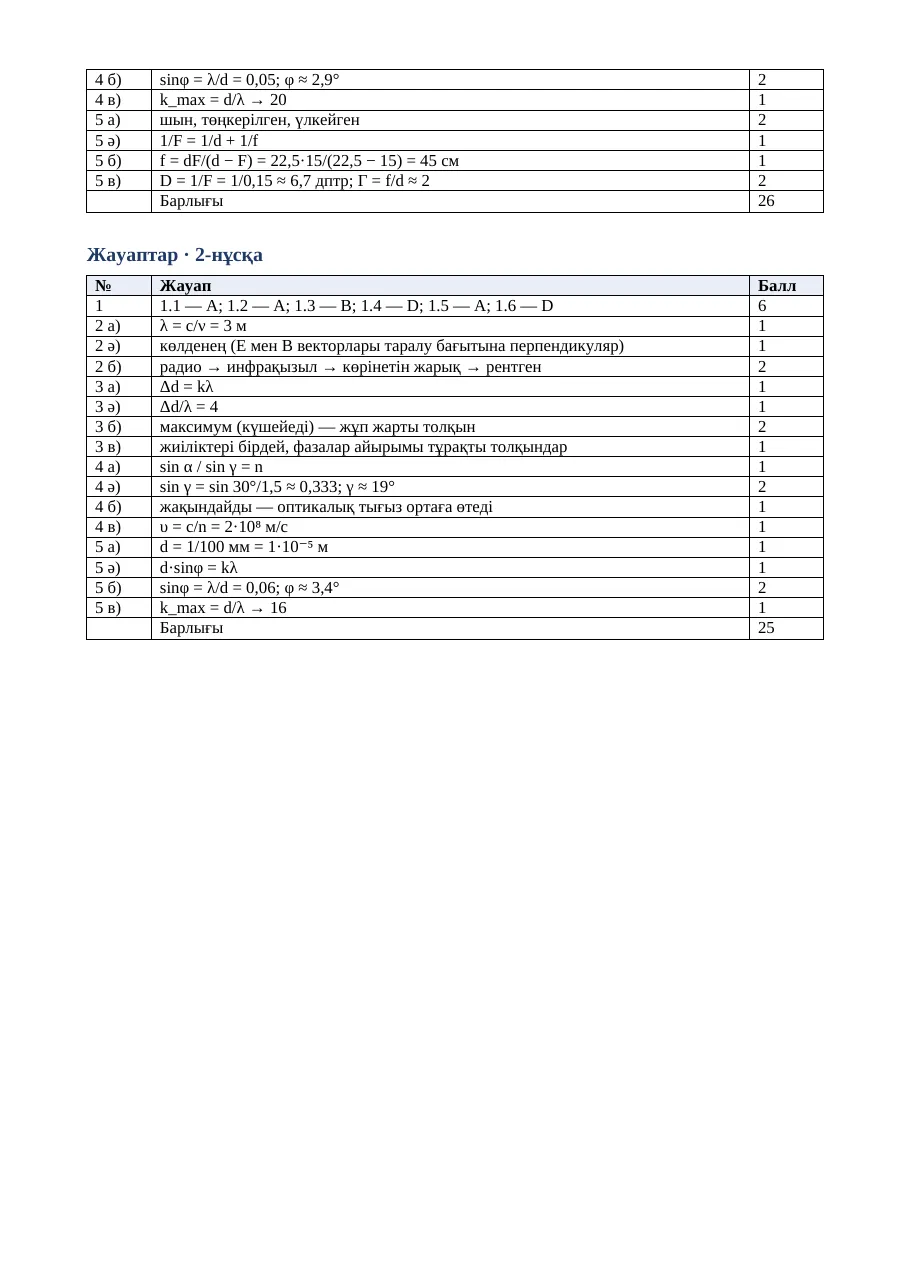 4 б) sinφ = λ/d = 0,05; φ ≈ 2,9° 2
4 в) k_max = d/λ → 20 1
5 а) шын, төңкерілген, үлкейген 2
5 ә) 1/F = 1/d + 1/f 1
5 б) f = dF/(d − F) = 22,5·15/(22,5 − 15) = 45 см 1
5 в) D = 1/F = 1/0,15 ≈ 6,7 дптр; Г = f/d ≈ 2 2
Барлығы 26
Жауаптар · 2-нұсқа
№ Жауап Балл
1 1.1 — A; 1.2 — A; 1.3 — B; 1.4 — D; 1.5 — A; 1.6 — D 6
2 а) λ = c/ν = 3 м 1
2 ә) көлденең (E мен B векторлары таралу бағытына перпендикуляр) 1
2 б) радио → инфрақызыл → көрінетін жарық → рентген 2
3 а) Δd = kλ 1
3 ә) Δd/λ = 4 1
3 б) максимум (күшейеді) — жұп жарты толқын 2
3 в) жиіліктері бірдей, фазалар айырымы тұрақты толқындар 1
4 а) sin α / sin γ = n 1
4 ә) sin γ = sin 30°/1,5 ≈ 0,333; γ ≈ 19° 2
4 б) жақындайды — оптикалық тығыз ортаға өтеді 1
4 в) υ = c/n = 2·10⁸ м/с 1
5 а) d = 1/100 мм = 1·10⁻⁵ м 1
5 ә) d·sinφ = kλ 1
5 б) sinφ = λ/d = 0,06; φ ≈ 3,4° 2
5 в) k_max = d/λ → 16 1
Барлығы 25